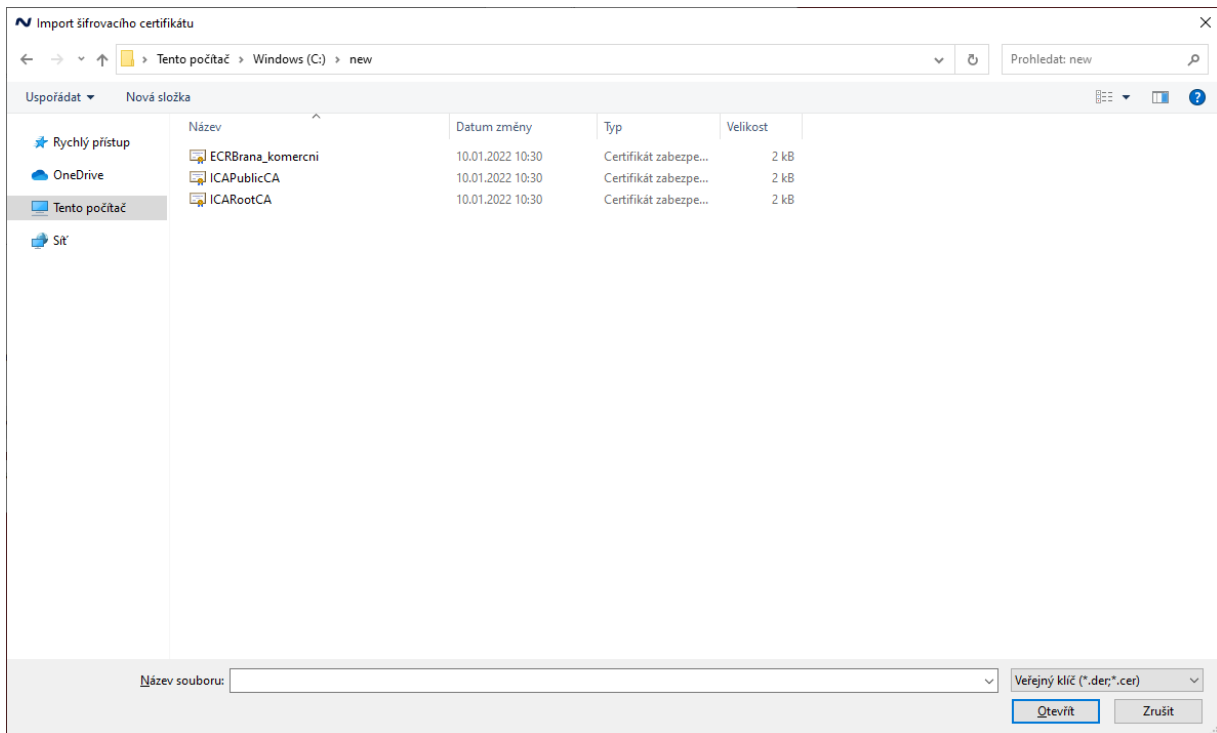 Import šifrovacího certifikátu
Tento počítač > Windows (C:) > new
Prohledat: new
Uspořádat Nová složka
Název Datum změny Typ Velikost
Rychlý přístup
OneDrive
Tento počítač
Síť
ECRBrana_komercni 10.01.2022 10:30 Certifikát zabezpe... 2 kB
ICAPublicCA 10.01.2022 10:30 Certifikát zabezpe... 2 kB
ICARootCA 10.01.2022 10:30 Certifikát zabezpe... 2 kB
Název souboru:
Veřejný klíč (*.der;*.cer)
Otevřít Zrušit